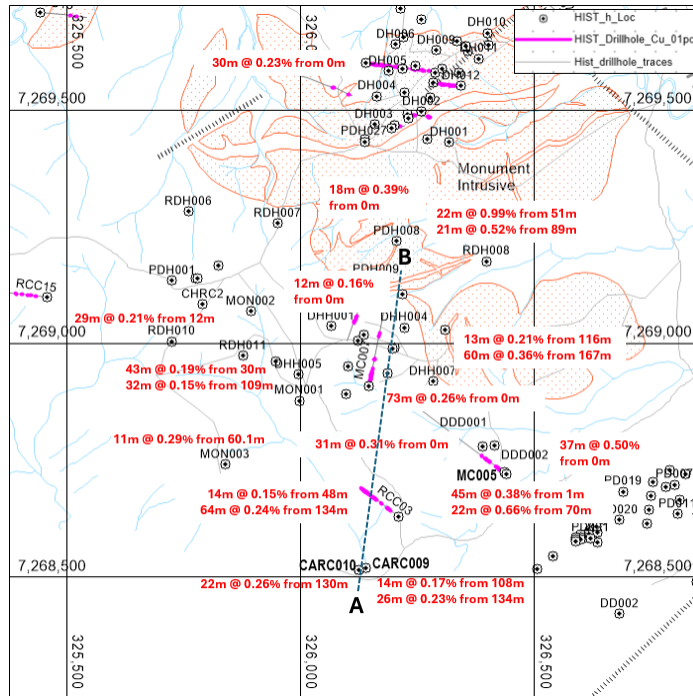 325,500
326,0
DH010
HIST_h_Loc
DH006
DH009
DH011
HIST_Drillhole_Cu_01pc
Hist_drillhole_traces
30m @ 0.23% from 0m
DH005
DH012
DH004
DH002
7,269,500
7,269,500
DH003
PDH027
DH001
Monument
Intrusive
18m @ 0.39%
from 0m
RDH006
RDH007
22m @ 0.99% from 51m
21m @ 0.52% from 89m
PDH008
B
RDH008
PDH009
PDH001
RCC15
12m @ 0.16%
from 0m
CHRC2
MON002
29m @ 0.21% from 12m
DHH001
DHH004
7,269,000
7,269,000
RDH010
RDH011
13m @ 0.21% from 116m
60m @ 0.36% from 167m
43m @ 0.19% from 30m
32m @ 0.15% from 109m
DHH005
DHH007
MON001
73m @ 0.26% from 0m
DDD001
11m @ 0.29% from 60.1m
31m @ 0.31% from 0m
DDD002
37m @ 0.50%
from 0m
MON003
MC005
PD019
PD011
14m @ 0.15% from 48m
64m @ 0.24% from 134m
RCC03
45m @ 0.38% from 1m
22m @ 0.66% from 70m
7,268,500
7,268,500
CARC010
CARC009
22m @ 0.26% from 130m
14m @ 0.17% from 108m
26m @ 0.23% from 134m
A
DD002
325,500
326,000
326,500